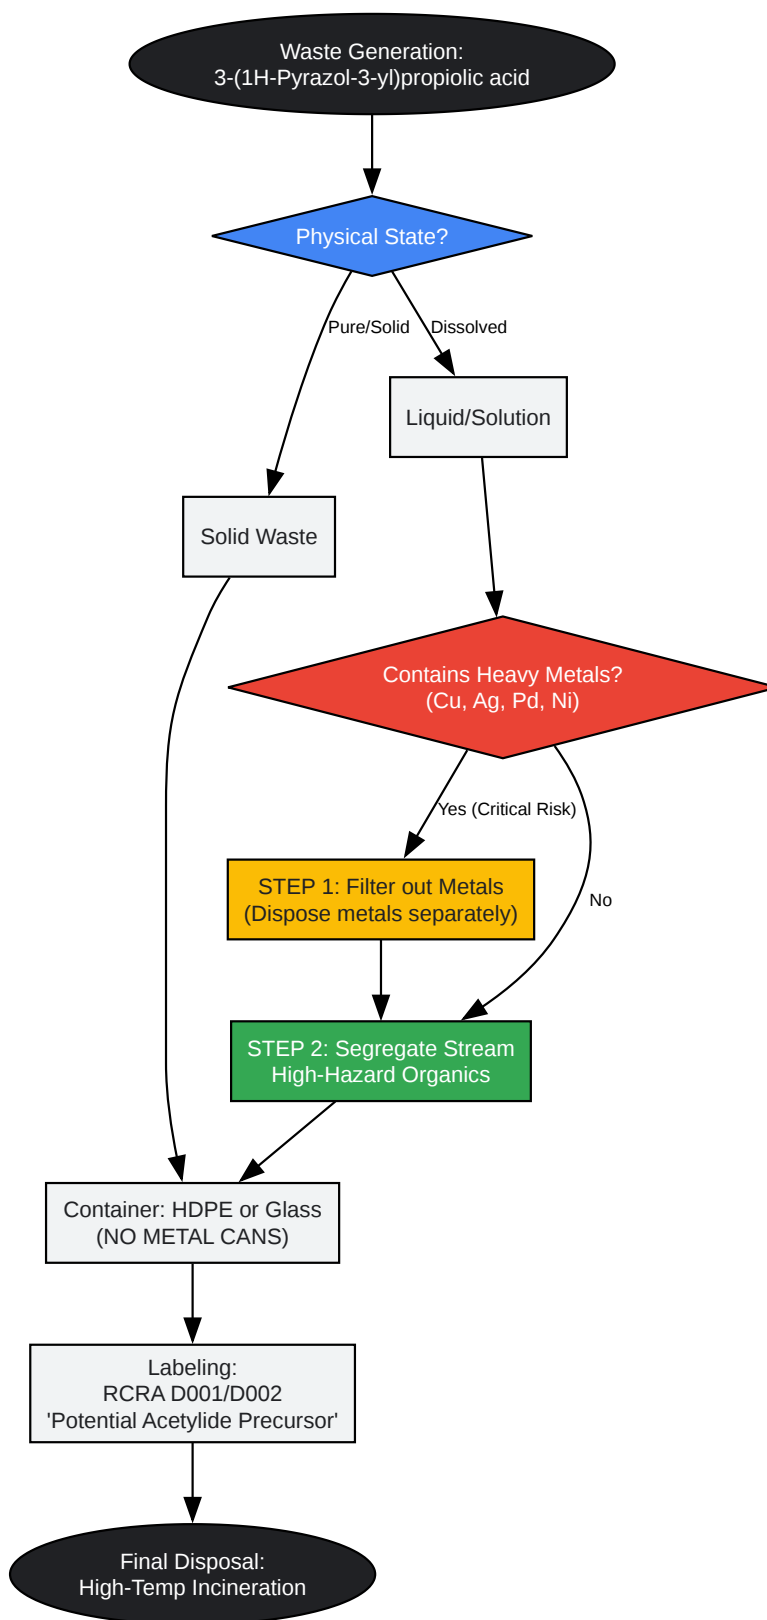 Waste Generation:
3-(1H-Pyrazol-3-yl)propiolic acid
Physical State?
Pure/Solid
Dissolved
Liquid/Solution
Solid Waste
Contains Heavy Metals?
(Cu, Ag, Pd, Ni)
Yes (Critical Risk)
STEP 1: Filter out Metals
(Dispose metals separately)
No
STEP 2: Segregate Stream
High-Hazard Organics
Container: HDPE or Glass
(NO METAL CANS)
Labeling:
RCRA D001/D002
'Potential Acetylide Precursor'
Final Disposal:
High-Temp Incineration